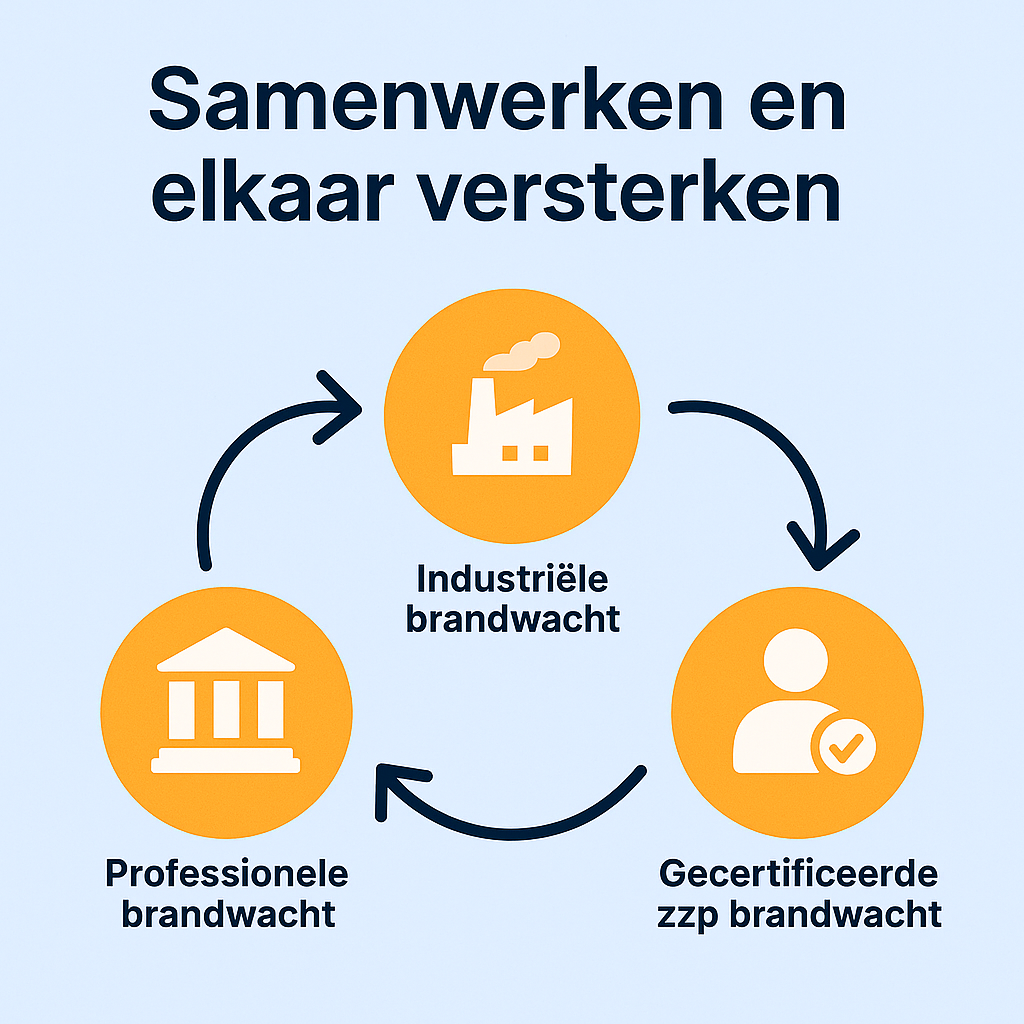 Samenwerken en
elkaar versterken
Industriële
brandwacht
Professionele
brandwacht
Gecertificeerde
zzp brandwacht